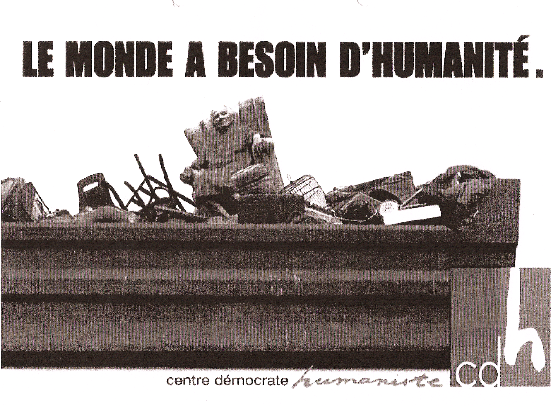 LE MONDE A BESOIN D'HUMANITÉ.
centre démocrate humaniste
cdh